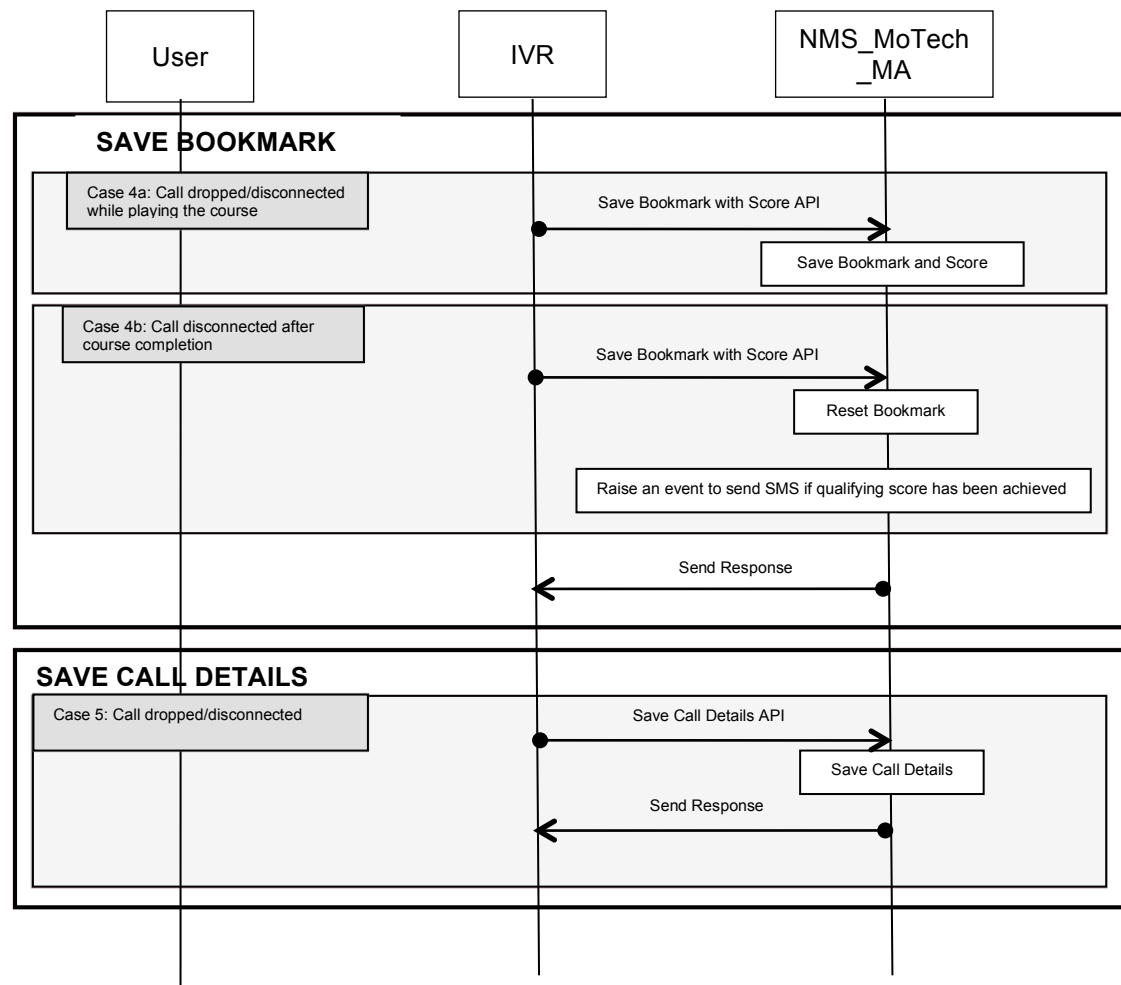 User
IVR
NMS_MoTech
_MA
SAVE BOOKMARK
Case 4a: Call dropped/disconnected
while playing the course
Save Bookmark with Score API
Save Bookmark and Score
Case 4b: Call disconnected after
course completion
Save Bookmark with Score API
Reset Bookmark
Raise an event to send SMS if qualifying score has been achieved
Send Response
SAVE CALL DETAILS
Case 5: Call dropped/disconnected
Save Call Details API
Save Call Details
Send Response